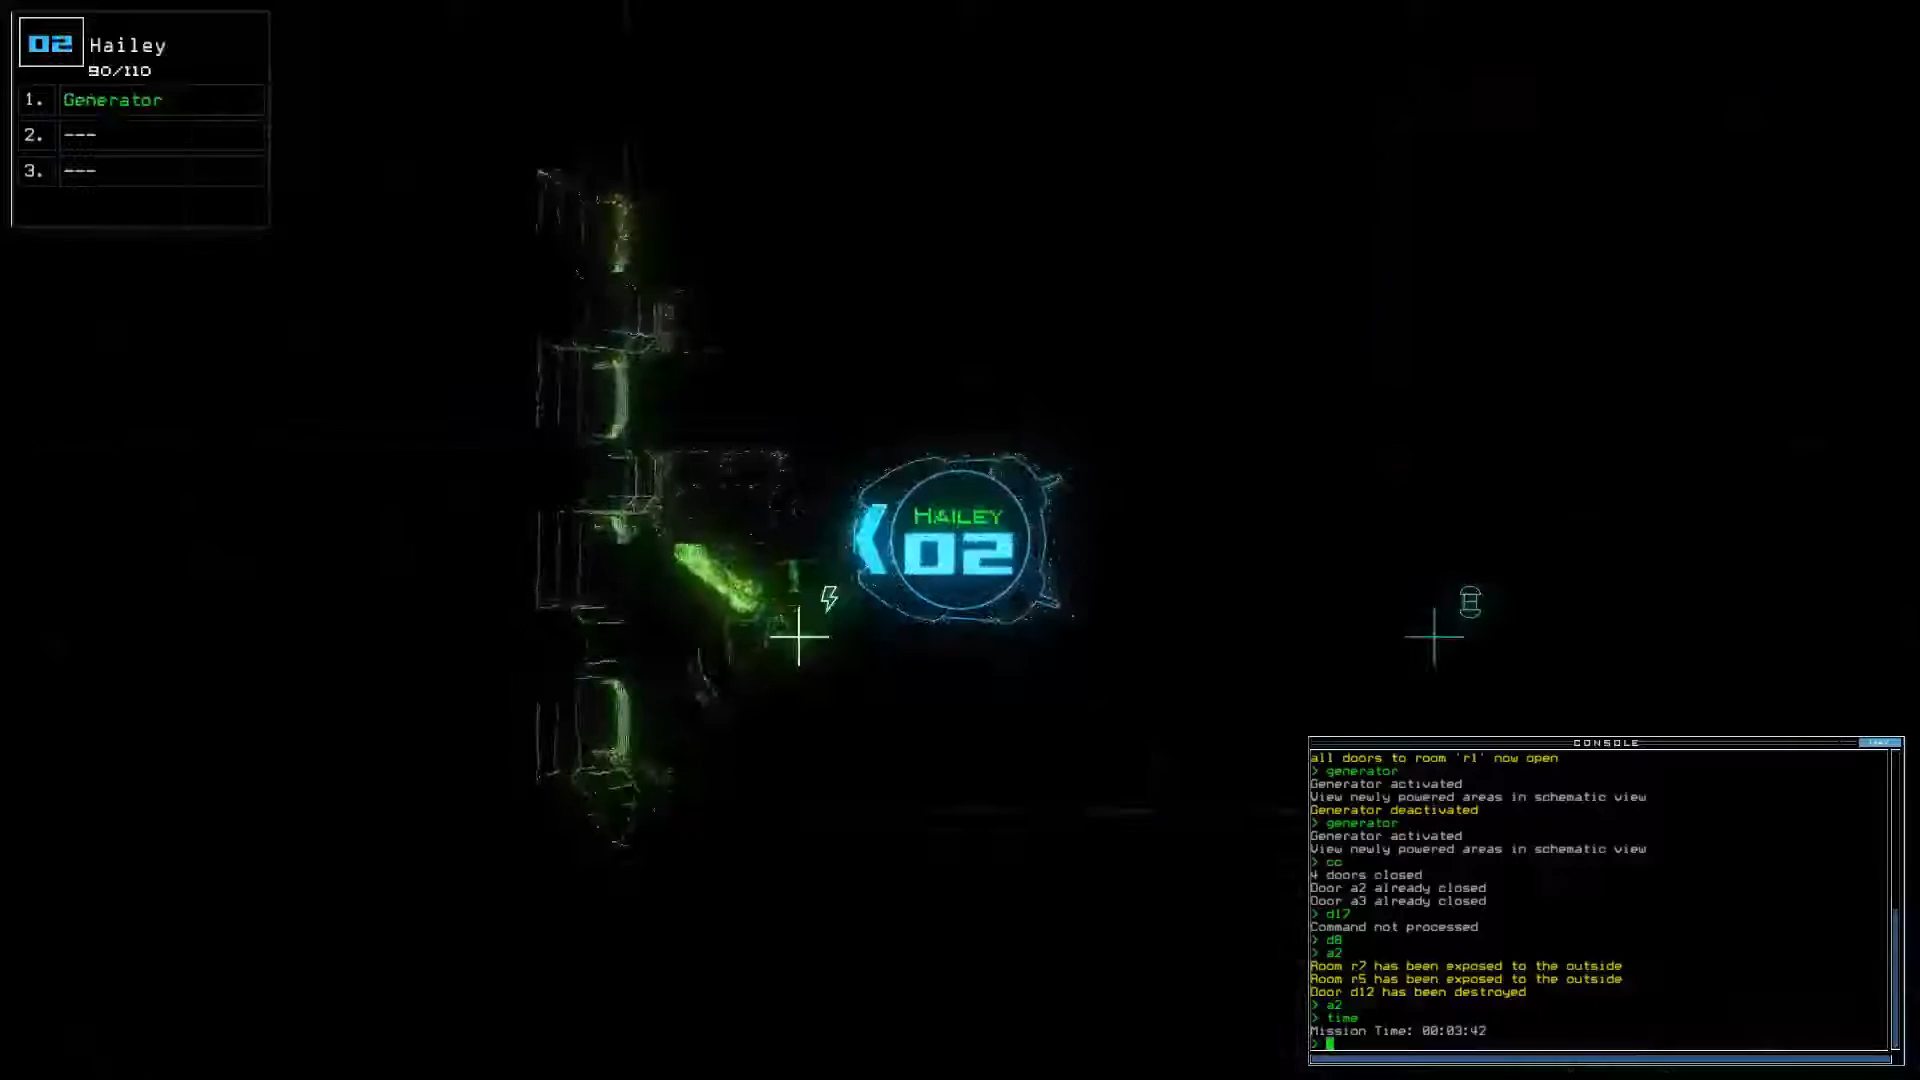 02 Hailey
90/110
1. Generator
2. ---
3. ---
HAILEY
02
CONSOLE
all doors to room 'r1' now open
> generator
Generator activated
View newly powered areas in schematic view
Generator deactivated
> generator
Generator activated
View newly powered areas in schematic view
> cc
4 doors closed
Door a2 already closed
Door a3 already closed
> d17
Command not processed
> d8
> a2
Room r7 has been exposed to the outside
Room r5 has been exposed to the outside
Door d12 has been destroyed
> a2
> time
Mission Time: 00:03:42
>